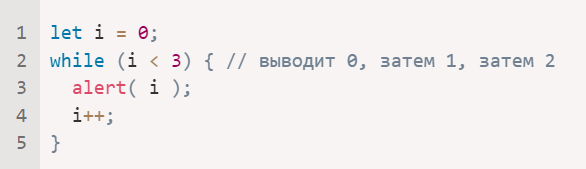 1 let i = 0;
2 while (i < 3) { // выводит 0, затем 1, затем 2
3   alert( i );
4   i++;
5 }